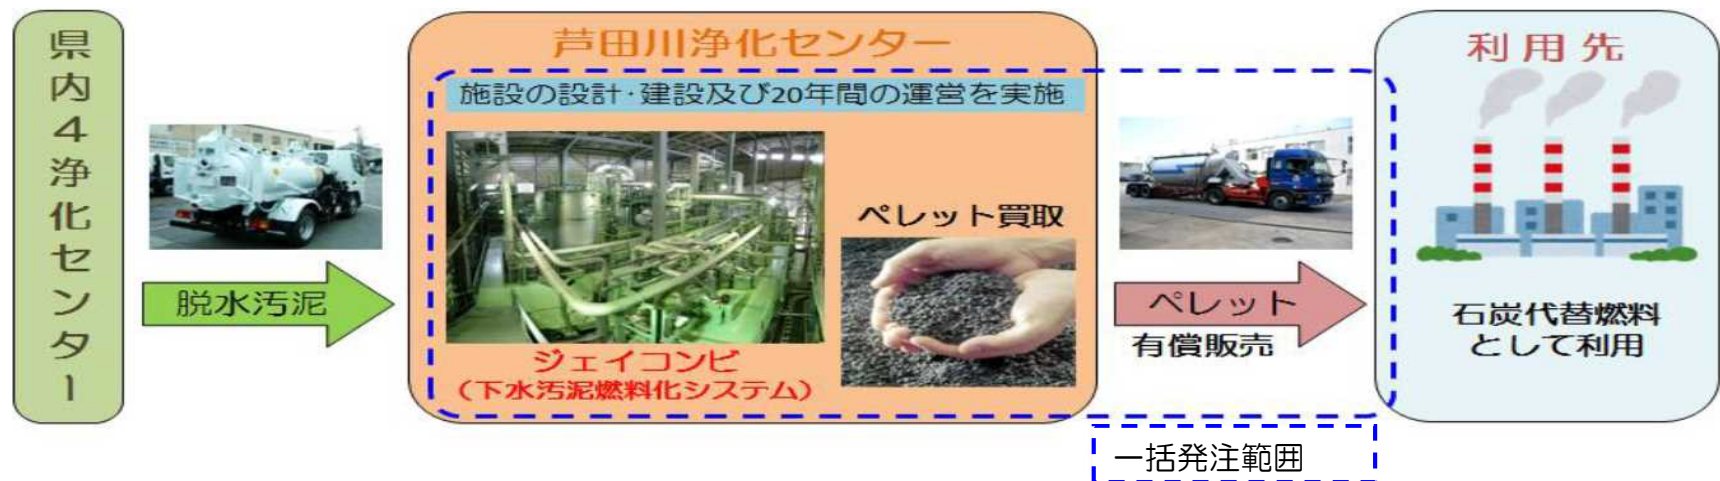 県内4浄化センター
脱水汚泥
芦田川浄化センター
施設の設計･建設及び20年間の運営を実施
ジェイコンビ
（下水汚泥燃料化システム）
ペレット買取
ペレット
有償販売
利用先
石炭代替燃料
として利用
一括発注範囲